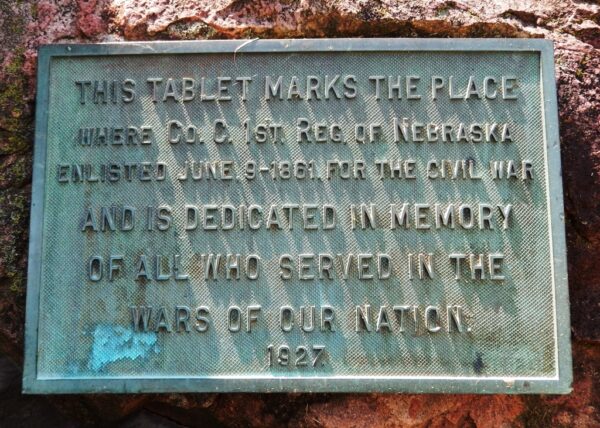 THIS TABLET MARKS THE PLACE
WHERE CO. C. 1ST. REG. OF NEBRASKA
ENLISTED JUNE. 9-1861. FOR THE CIVIL WAR
AND IS DEDICATED IN MEMORY
OF ALL WHO SERVED IN THE
WARS OF OUR NATION.
1927.